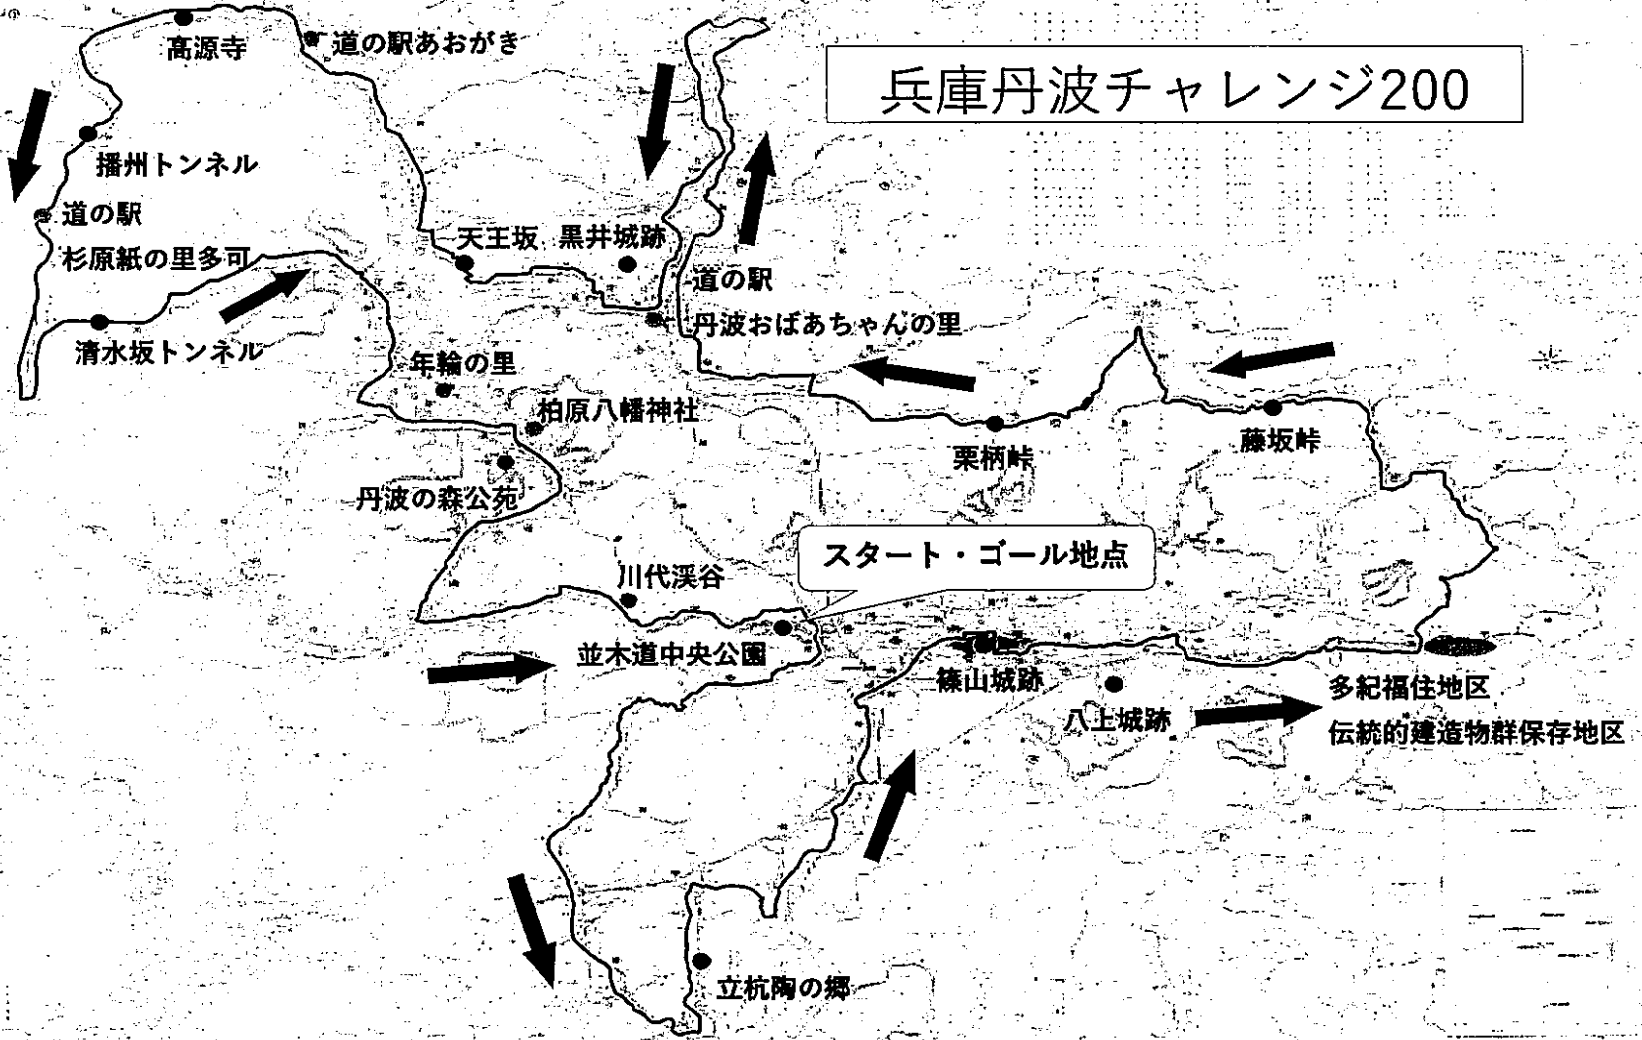 兵庫丹波チャレンジ200
高源寺
道の駅あおがき
播州トンネル
道の駅
杉原紙の里多可
天王坂
黒井城跡
道の駅
丹波おばあちゃんの里
清水坂トンネル
年輪の里
柏原八幡神社
栗柄峠
藤坂峠
丹波の森公苑
スタート・ゴール地点
川代渓谷
並木道中央公園
篠山城跡
八上城跡
多紀福住地区
伝統的建造物群保存地区
立杭陶の郷